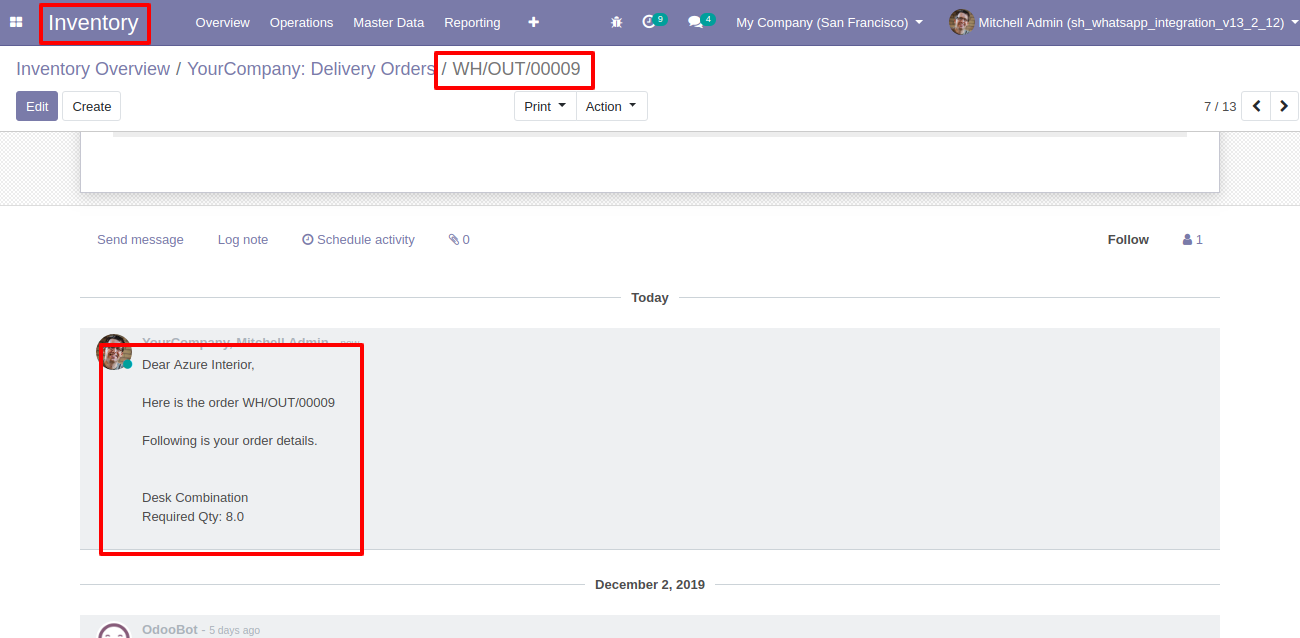 Inventory Overview Operations Master Data Reporting 9 4 My Company (San Francisco) Mitchell Admin (sh_whatsapp_integration_v13_2_12)
Inventory Overview / YourCompany: Delivery Orders / WH/OUT/00009
Edit Create Print Action 7 / 13
Send message Log note Schedule activity 0 Follow 1
Today
YourCompany, Mitchell Admin - now
Dear Azure Interior,
Here is the order WH/OUT/00009
Following is your order details.
Desk Combination
Required Qty: 8.0
December 2, 2019
OdooBot - 5 days ago